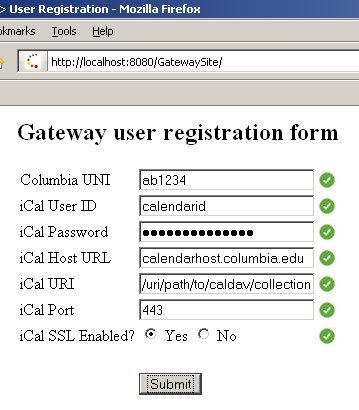 > User Registration - Mozilla Firefox
okmarks Tools Help
http://localhost:8080/GatewaySite/
Gateway user registration form
Columbia UNI ab1234
iCal User ID calendarid
iCal Password ●●●●●●●●●●●●●●
iCal Host URL calendarhost.columbia.edu
iCal URI /uri/path/to/caldav/collection
iCal Port 443
iCal SSL Enabled? Yes No
Submit